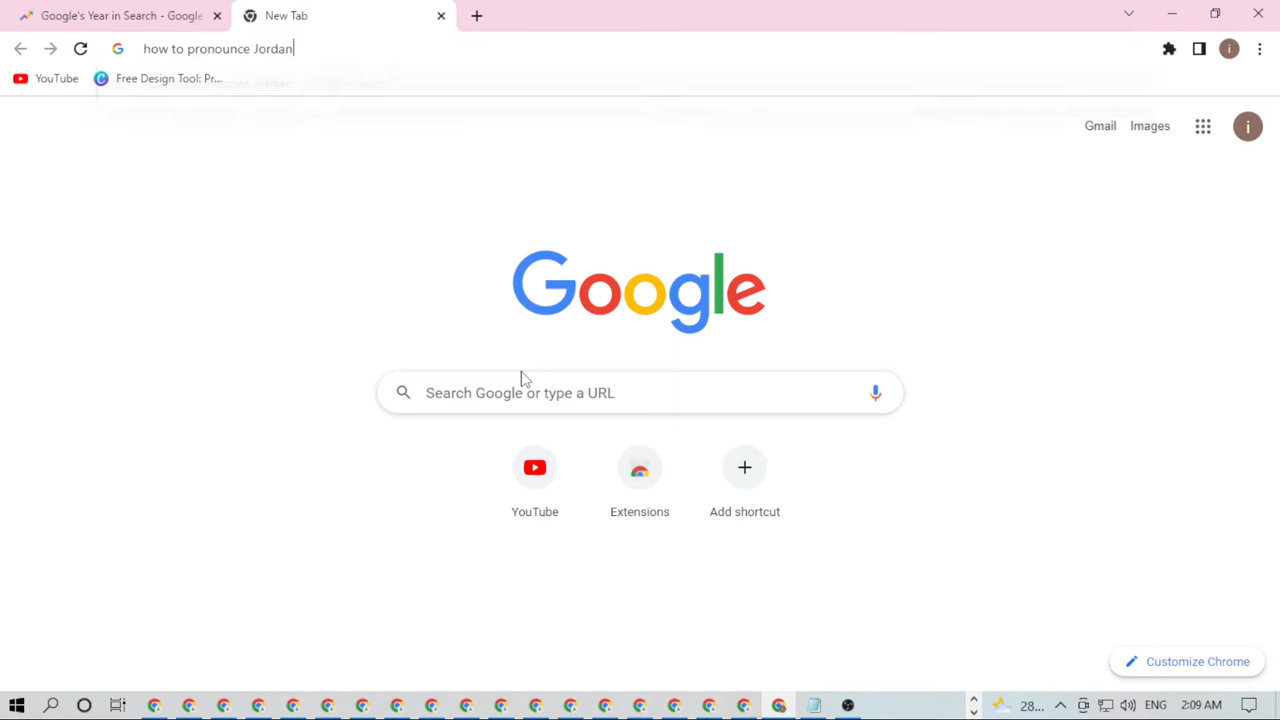 Google's Year in Search - Google
New Tab
how to pronounce Jordan
YouTube
Free Design Tool: Pr...
Gmail
Images
i
i
Google
Search Google or type a URL
YouTube
Extensions
Add shortcut
Customize Chrome
28...
ENG
2:09 AM